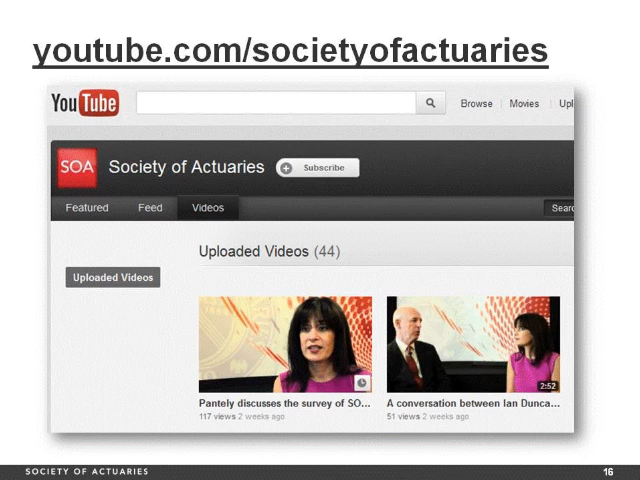 youtube.com/societyofactuaries
YouTube
Browse Movies Upl
SOA Society of Actuaries Subscribe
Featured Feed Videos Searc
Uploaded Videos (44)
Uploaded Videos
2:52
Pantely discusses the survey of SO... A conversation between Ian Dunca...
117 views 2 weeks ago 51 views 2 weeks ago
SOCIETY OF ACTUARIES 16